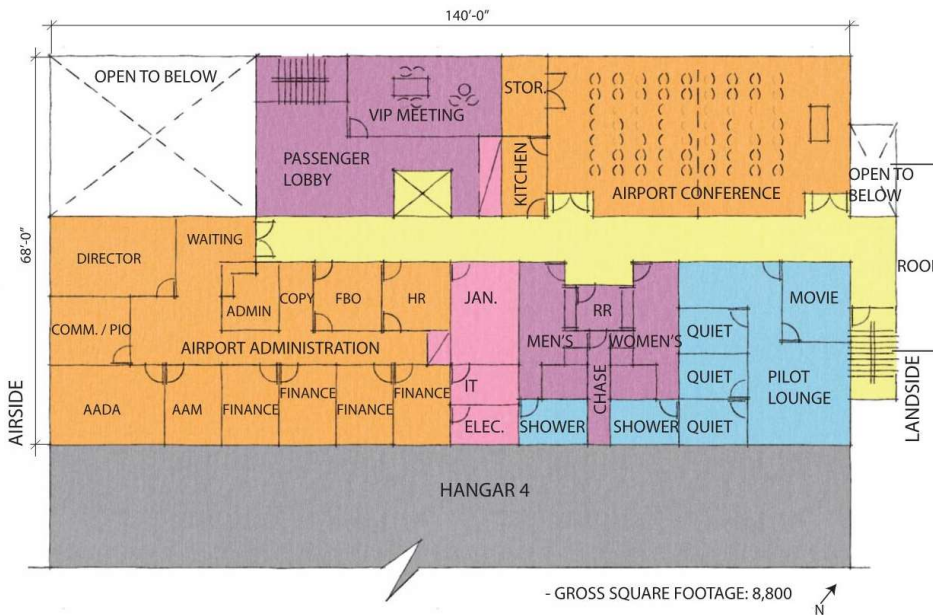 140'-0"
OPEN TO BELOW
STOR.
VIP MEETING
PASSENGER
LOBBY
KITCHEN
AIRPORT CONFERENCE
OPEN TO
BELOW
68'-0"
WAITING
DIRECTOR
ROOF
COMM. / PIO
ADMIN
COPY
FBO
HR
JAN.
RR
MOVIE
MEN'S
WOMEN'S
QUIET
AIRPORT ADMINISTRATION
AIRSIDE
AADA
AAM
FINANCE
FINANCE
FINANCE
FINANCE
IT
CHASE
QUIET
PILOT
LOUNGE
LANDSIDE
ELEC.
SHOWER
SHOWER
QUIET
HANGAR 4
- GROSS SQUARE FOOTAGE: 8,800
N